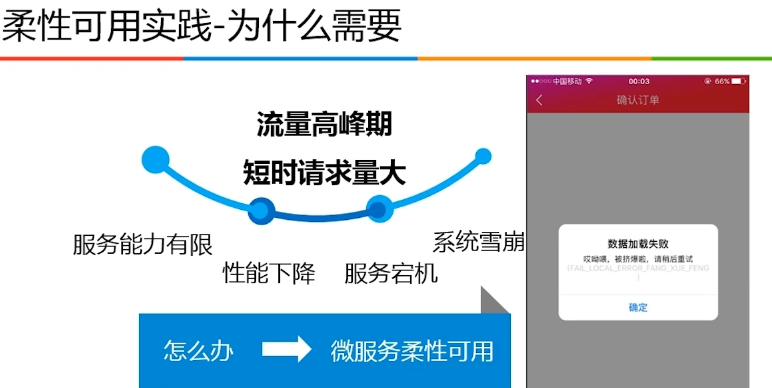 柔性可用实践-为什么需要
流量高峰期
短时请求量大
服务能力有限
性能下降
服务宕机
系统雪崩
怎么办
微服务柔性可用
中国移动
00:03
66%
确认订单
数据加载失败
哎呦喂，被挤爆啦，请稍后重试
(FAIL_LOCAL_ERROR_FANG_XUE_FENG
)
确定